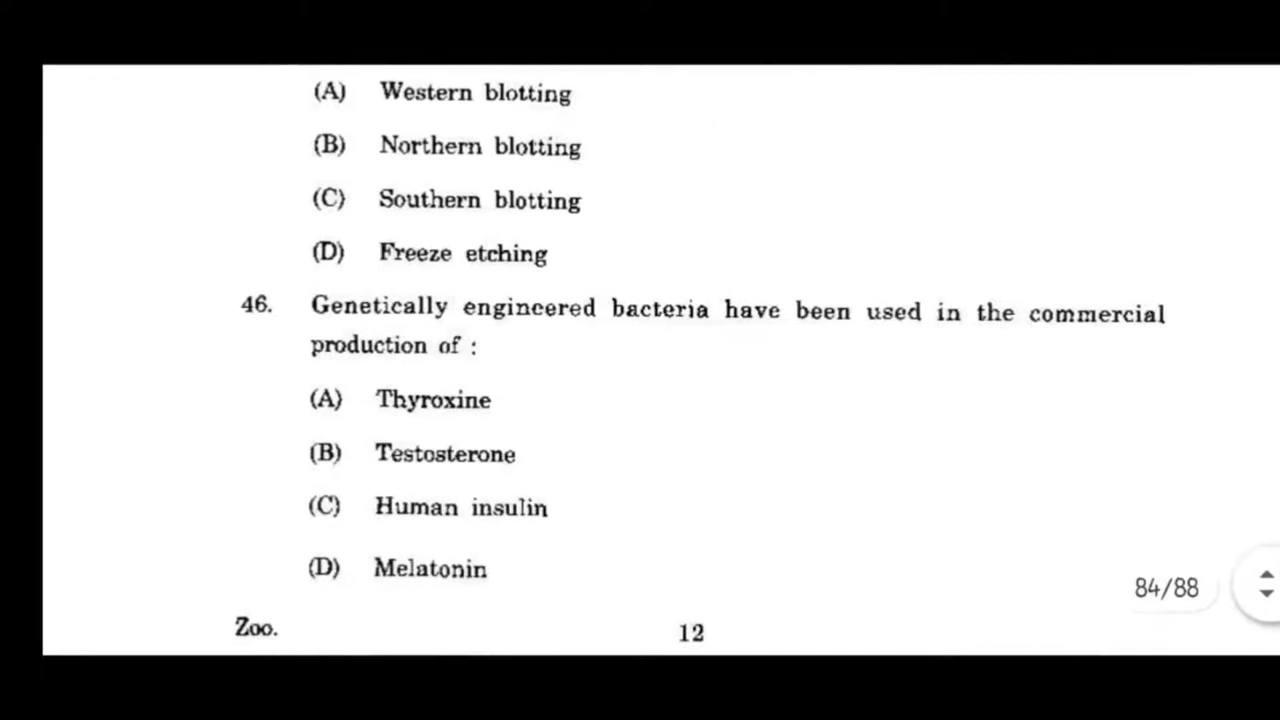 (A) Western blotting
(B) Northern blotting
(C) Southern blotting
(D) Freeze etching
46. Genetically engineered bacteria have been used in the commercial
production of :
(A) Thyroxine
(B) Testosterone
(C) Human insulin
(D) Melatonin
84/88
Zoo. 12